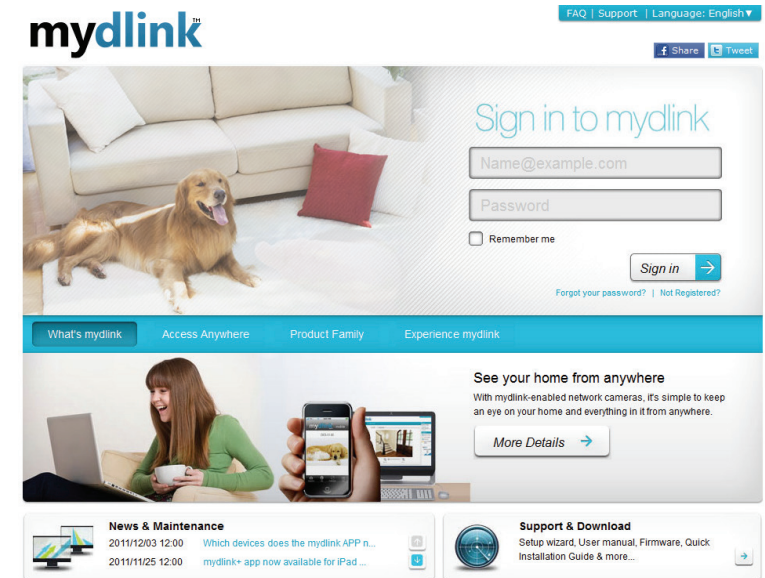 FAQ | Support | Language: English▼
mydlink™
Share Tweet
Sign in to mydlink
Name@example.com
Password
Remember me
Sign in
Forgot your password? | Not Registered?
What's mydlink Access Anywhere Product Family Experience mydlink
See your home from anywhere
With mydlink-enabled network cameras, it's simple to keep
an eye on your home and everything in it from anywhere.
More Details
News & Maintenance
2011/12/03 12:00 Which devices does the mydlink APP n...
2011/11/25 12:00 mydlink+ app now available for iPad ...
Support & Download
Setup wizard, User manual, Firmware, Quick
Installation Guide & more...